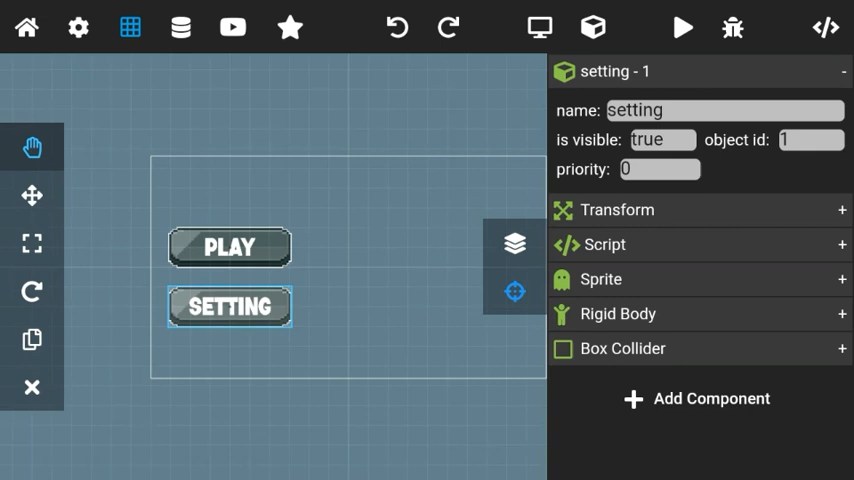 setting - 1 -
name: setting
is visible: true object id: 1
priority: 0
Transform +
Script +
Sprite +
Rigid Body +
Box Collider +
Add Component
PLAY
SETTING